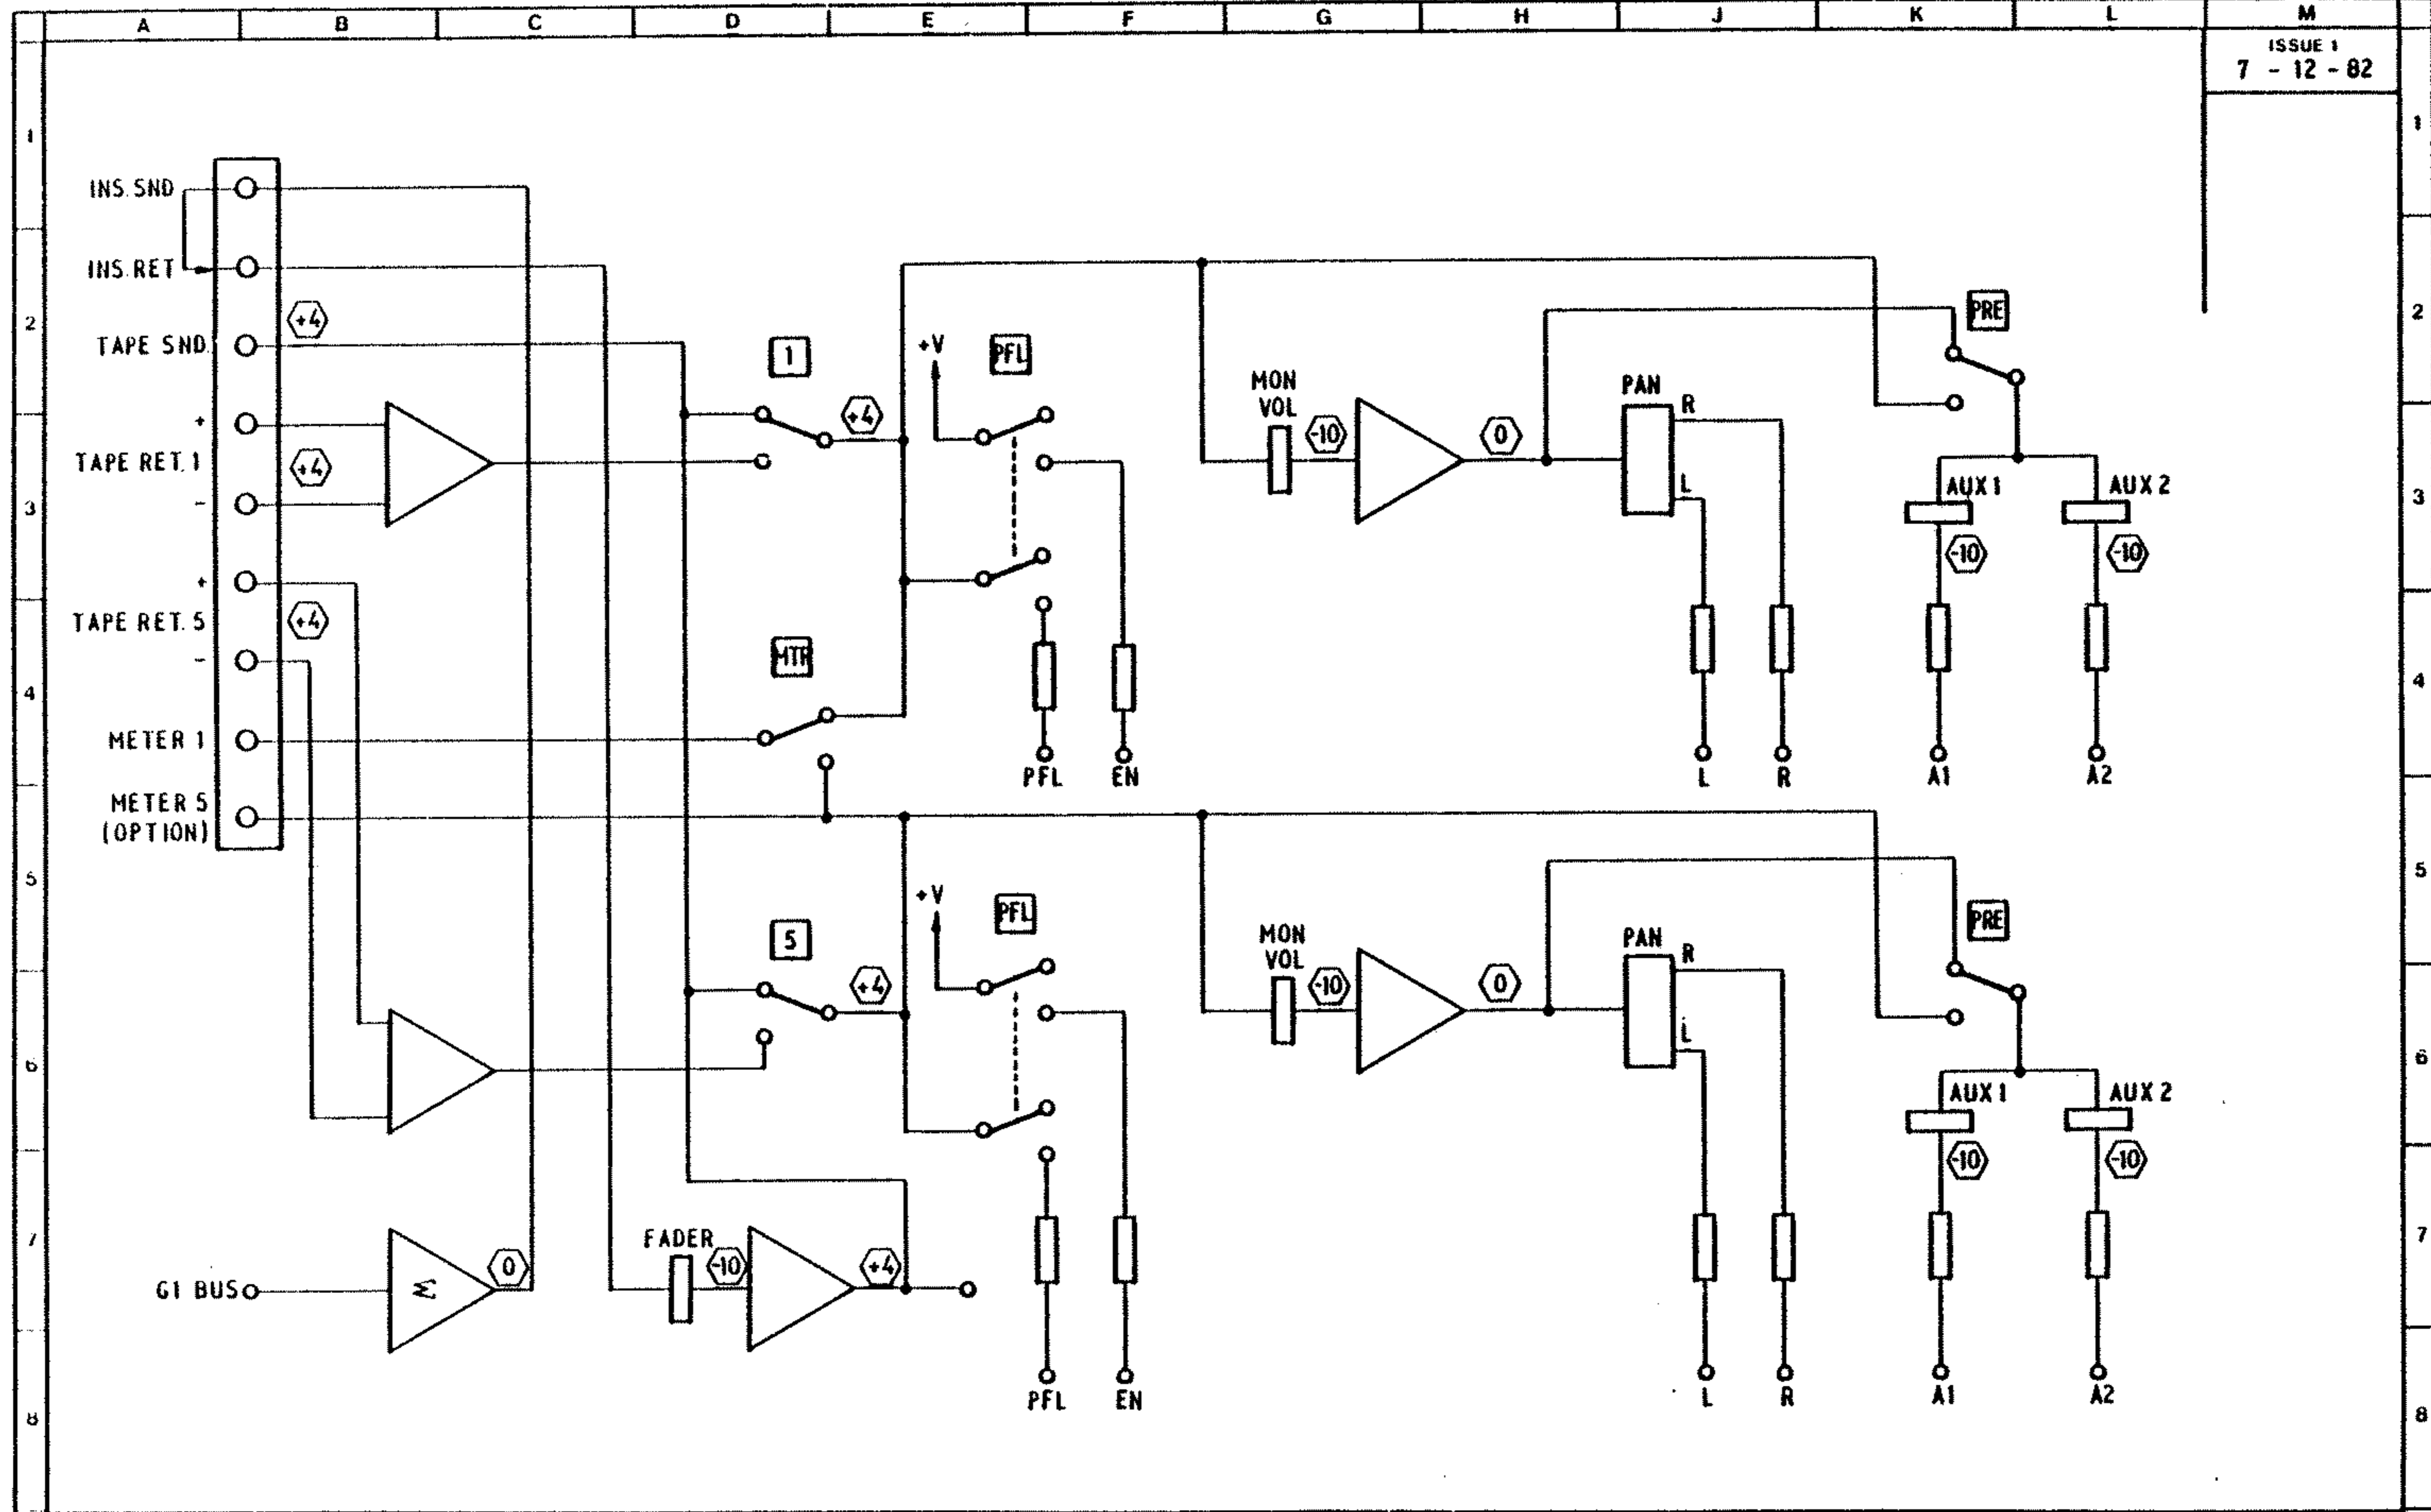 A B C D E F G H J K L M
ISSUE 1
7 - 12 - 82
1 1
INS. SND
INS. RET
+4
2 2
TAPE SND.
1
+V
PFL
PRE
MON
VOL
PAN
R
+
+4
-10
0
TAPE RET. 1
+4
L
AUX 1
AUX 2
3 3
-
-10
-10
+
TAPE RET. 5
+4
-
MTR
4 4
METER 1
PFL
EN
L
R
A1
A2
METER 5
(OPTION)
5 5
+V
PFL
PRE
5
MON
VOL
PAN
R
+4
-10
0
L
6 6
AUX 1
AUX 2
-10
-10
7 7
FADER
0
-10
+4
G1 BUS
Σ
PFL
EN
L
R
A1
A2
8 8